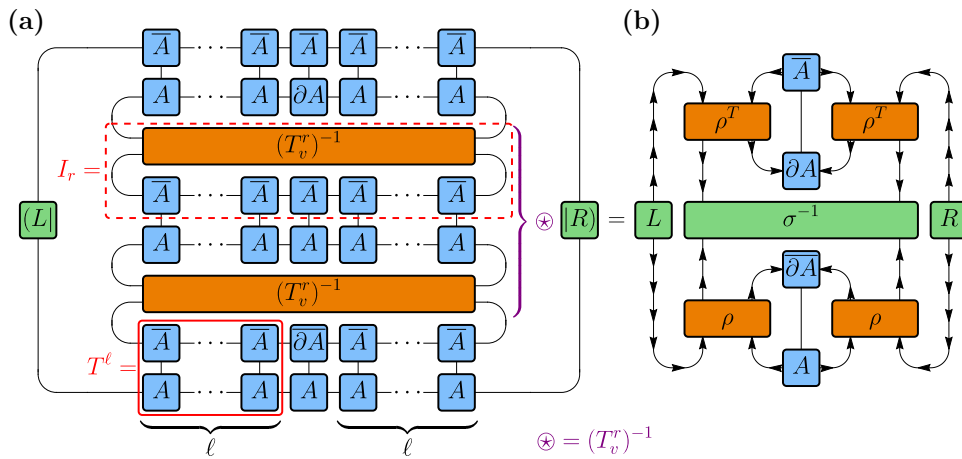 (a)
A̅ ··· A̅ A̅ A̅ ··· A̅
A ··· A ∂A A ··· A
(T_v^r)^{-1}
I_r =
A̅ ··· A̅ A̅ A̅ ··· A̅
(L| ⊛ |R) =
A ··· A A A ··· A
(T_v^r)^{-1}
A̅ ··· A̅ ∂̅A̅ A̅ ··· A̅
T^ℓ =
A ··· A A A ··· A
ℓ ℓ
⊛ = (T_v^r)^{-1}
(b)
A̅
ρ^T ρ^T
∂A
L σ^{-1} R
∂̅A̅
ρ ρ
A